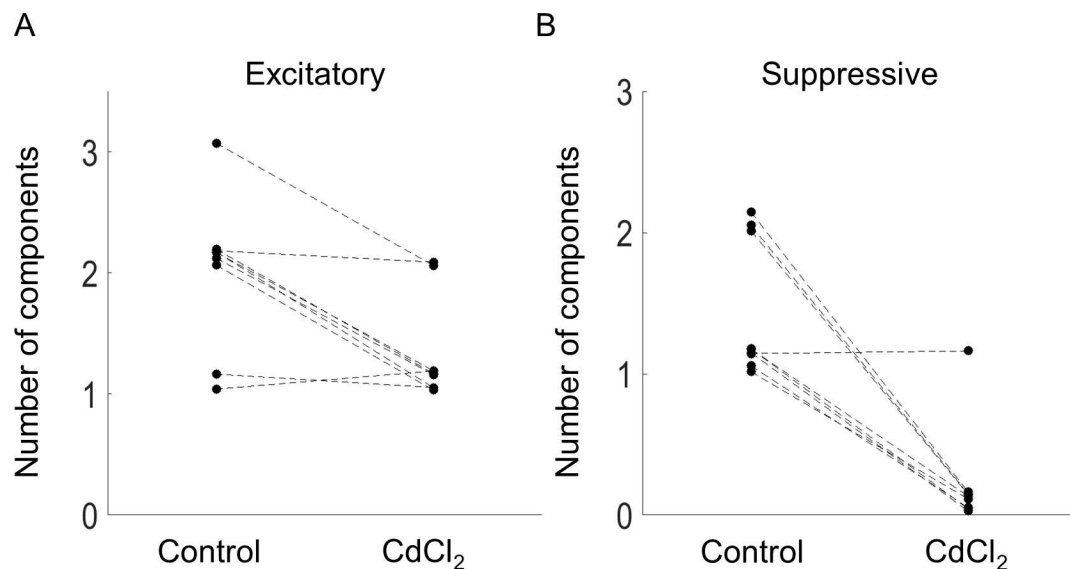 A
Excitatory
Number of components
3
2
1
0
Control
CdCl₂
B
Suppressive
Number of components
3
2
1
0
Control
CdCl₂